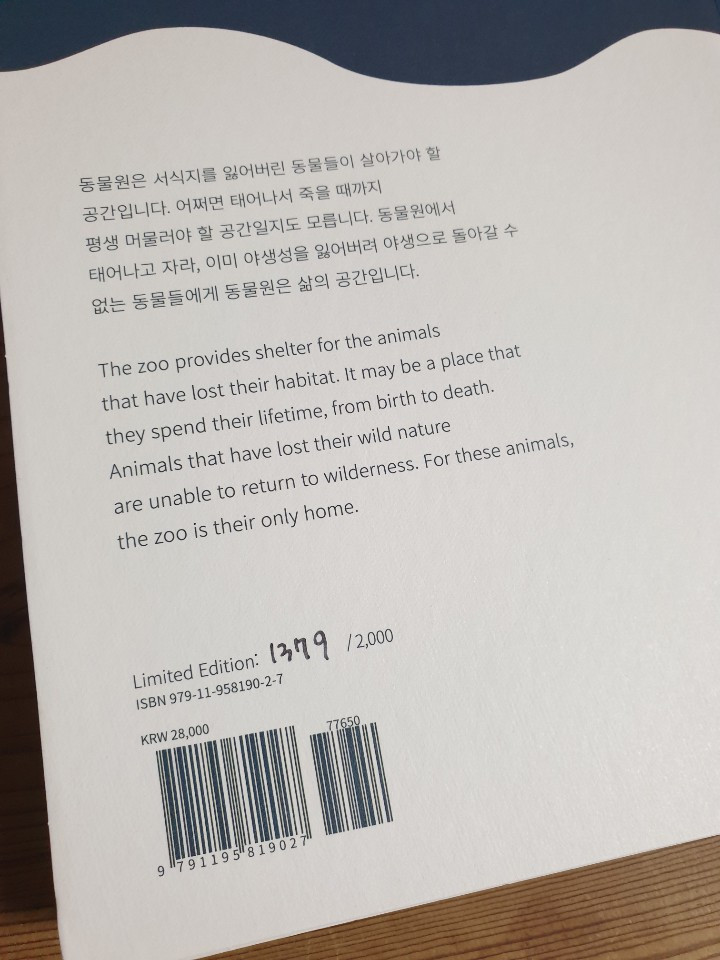 동물원은 서식지를 잃어버린 동물들이 살아가야 할
공간입니다. 어쩌면 태어나서 죽을 때까지
평생 머물러야 할 공간일지도 모릅니다. 동물원에서
태어나고 자라, 이미 야생성을 잃어버려 야생으로 돌아갈 수
없는 동물들에게 동물원은 삶의 공간입니다.
The zoo provides shelter for the animals
that have lost their habitat. It may be a place that
they spend their lifetime, from birth to death.
Animals that have lost their wild nature
are unable to return to wilderness. For these animals,
the zoo is their only home.
Limited Edition: 1379 /2,000
ISBN 979-11-958190-2-7
KRW 28,000
77650
9 791195 819027